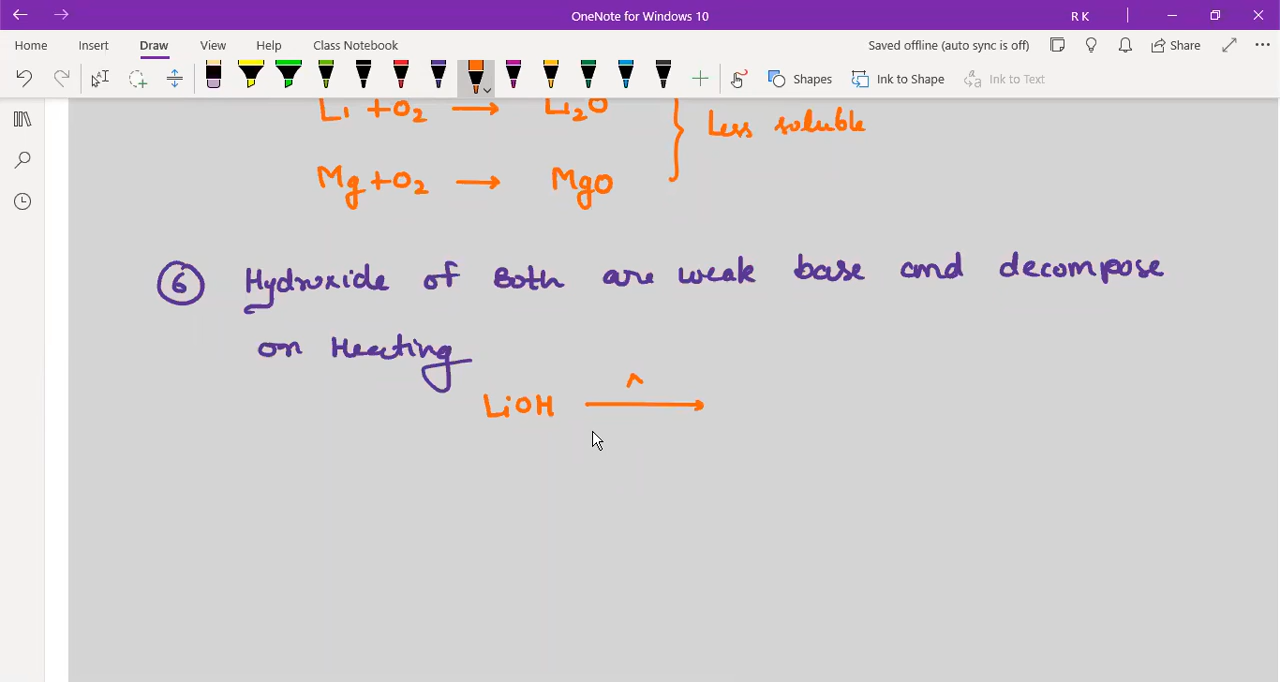 OneNote for Windows 10
R K
Home Insert Draw View Help Class Notebook
Saved offline (auto sync is off)
Share
Shapes
Ink to Shape
Ink to Text
Li + O2 → Li2O
Less soluble
Mg + O2 → MgO
6 Hydroxide of Both are weak base and decompose
on Heating
LiOH ^→